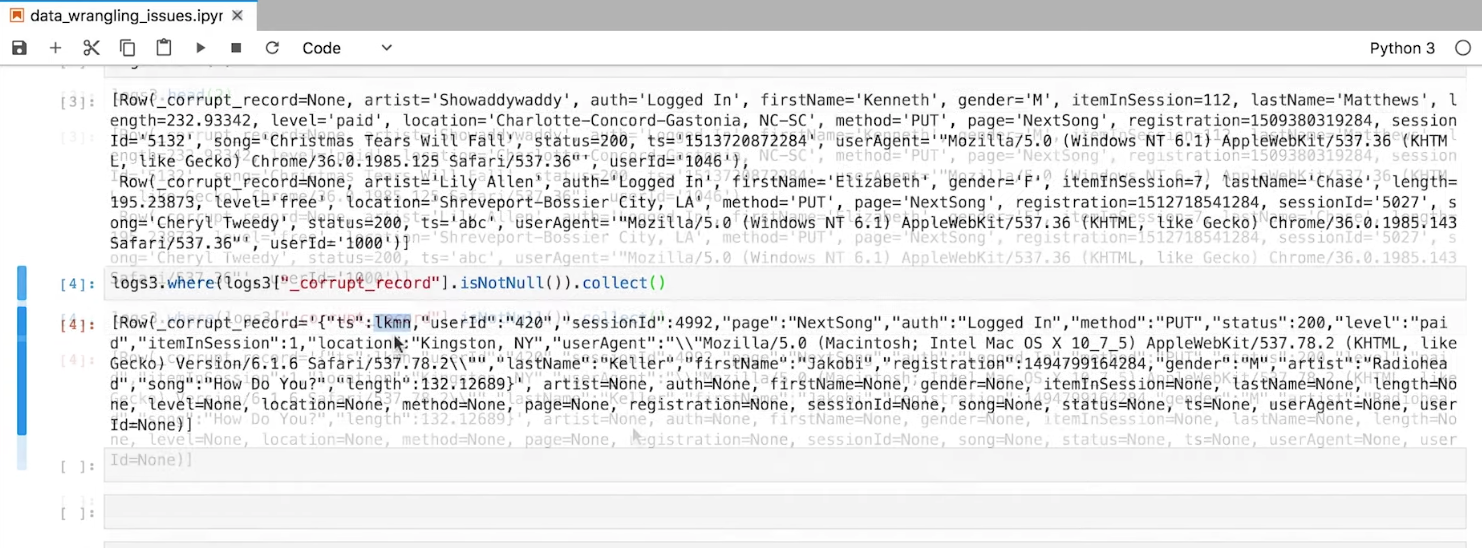 data_wrangling_issues.ipyr
Code
Python 3
[3]: [Row(_corrupt_record=None, artist='Showaddywaddy', auth='Logged In', firstName='Kenneth', gender='M', itemInSession=112, lastName='Matthews', l
ength=232.93342, level='paid', location='Charlotte-Concord-Gastonia, NC-SC', method='PUT', page='NextSong', registration=1509380319284, session
Id='5132', song='Christmas Tears Will Fall', status=200, ts='1513720872284', userAgent='"Mozilla/5.0 (Windows NT 6.1) AppleWebKit/537.36 (KHTM
L, like Gecko) Chrome/36.0.1985.125 Safari/537.36"', userId='1046'),
Row(_corrupt_record=None, artist='Lily Allen', auth='Logged In', firstName='Elizabeth', gender='F', itemInSession=7, lastName='Chase', length=
195.23873, level='free', location='Shreveport-Bossier City, LA', method='PUT', page='NextSong', registration=1512718541284, sessionId='5027', s
ong='Cheryl Tweedy', status=200, ts='abc', userAgent='"Mozilla/5.0 (Windows NT 6.1) AppleWebKit/537.36 (KHTML, like Gecko) Chrome/36.0.1985.143
Safari/537.36"', userId='1000')]
[4]: logs3.where(logs3["_corrupt_record"].isNotNull()).collect()
[4]: [Row(_corrupt_record='{"ts":lkmn,"userId":"420","sessionId":4992,"page":"NextSong","auth":"Logged In","method":"PUT","status":200,"level":"pai
d","itemInSession":1,"location":"Kingston, NY","userAgent":"\\"Mozilla/5.0 (Macintosh; Intel Mac OS X 10_7_5) AppleWebKit/537.78.2 (KHTML, like
Gecko) Version/6.1.6 Safari/537.78.2\\"","lastName":"Keller","firstName":"Jakobi","registration":1494799164284,"gender":"M","artist":"Radiohea
d","song":"How Do You?","length":132.12689}', artist=None, auth=None, firstName=None, gender=None, itemInSession=None, lastName=None, length=No
ne, level=None, location=None, method=None, page=None, registration=None, sessionId=None, song=None, status=None, ts=None, userAgent=None, user
Id=None)]
[ ]:
[ ]: